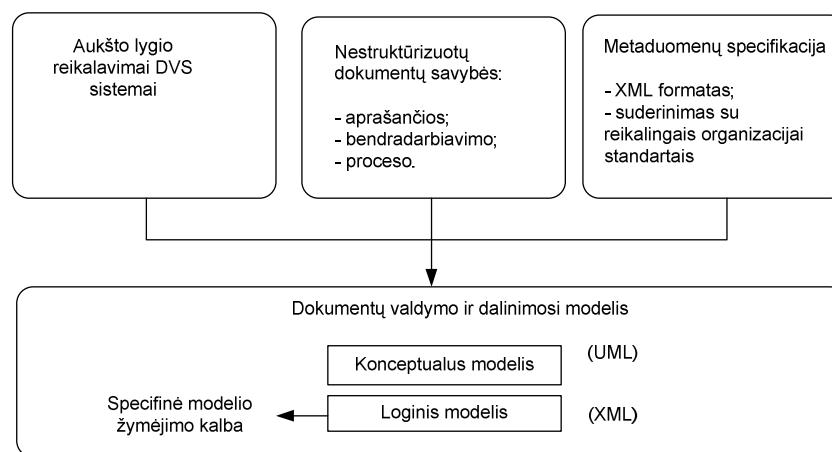 Aukšto lygio
reikalavimai DVS
sistemai
Nestruktūrizuotų
dokumentų savybės:
- aprašančios;
- bendradarbiavimo;
- proceso.
Metaduomenų specifikacija
- XML formatas;
- suderinimas su
reikalingais organizacijai
standartais
Dokumentų valdymo ir dalinimosi modelis
Konceptualus modelis
(UML)
Specifinė modelio
žymėjimo kalba
Loginis modelis
(XML)